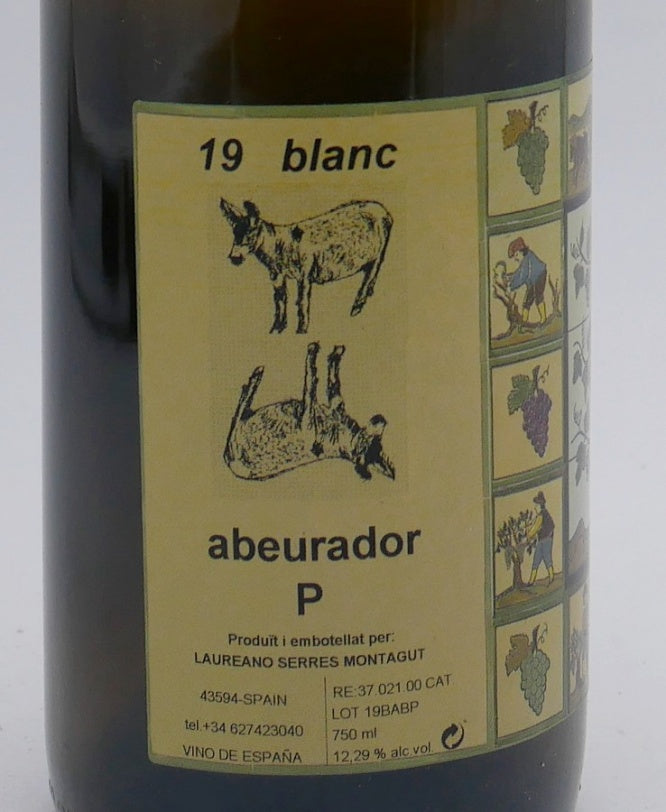 19 blanc
abeurador
P
Produït i embotellat per:
LAUREANO SERRES MONTAGUT
43594-SPAIN
tel.+34 627423040
VINO DE ESPAÑA
RE:37.021.00 CAT
LOT 19BABP
750 ml
12,29 % alc.vol.